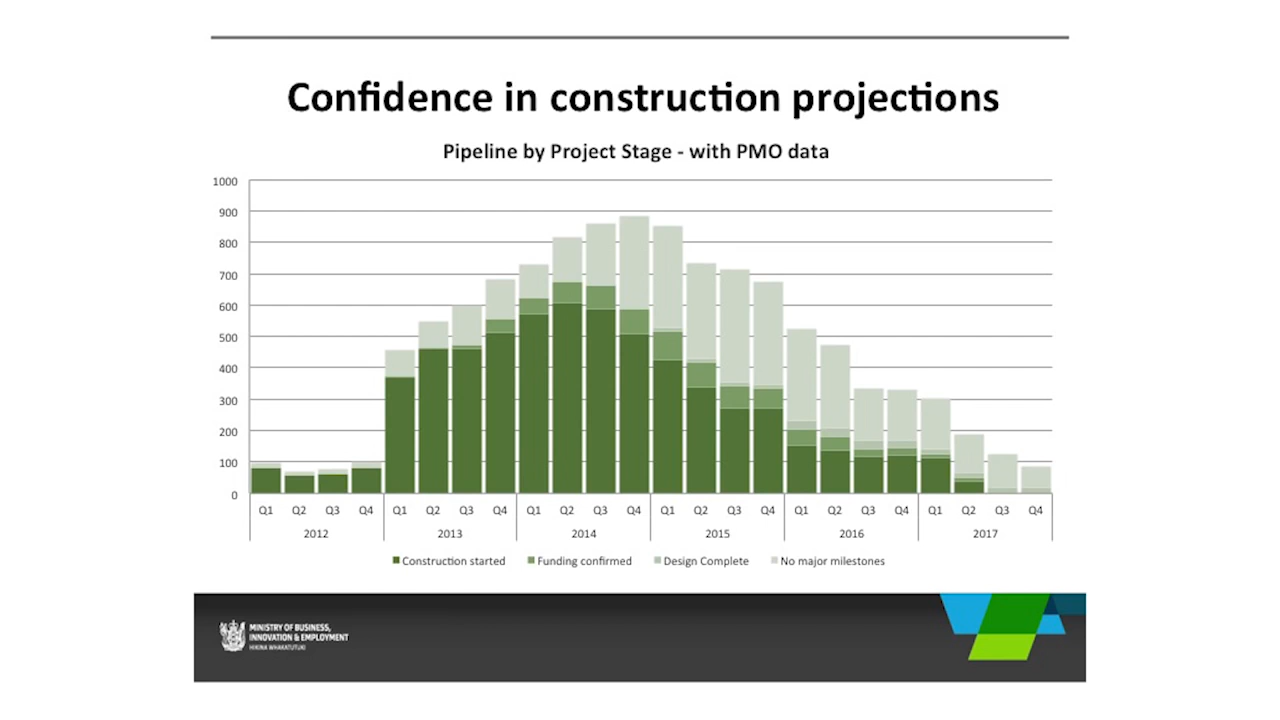 Confidence in construction projections
Pipeline by Project Stage - with PMO data
1000
900
800
700
600
500
400
300
200
100
0
Q1 Q2 Q3 Q4 Q1 Q2 Q3 Q4 Q1 Q2 Q3 Q4 Q1 Q2 Q3 Q4 Q1 Q2 Q3 Q4 Q1 Q2 Q3 Q4
2012 2013 2014 2015 2016 2017
Construction started Funding confirmed Design Complete No major milestones
MINISTRY OF BUSINESS,
INNOVATION & EMPLOYMENT
HIKINA WHAKATUTUKI